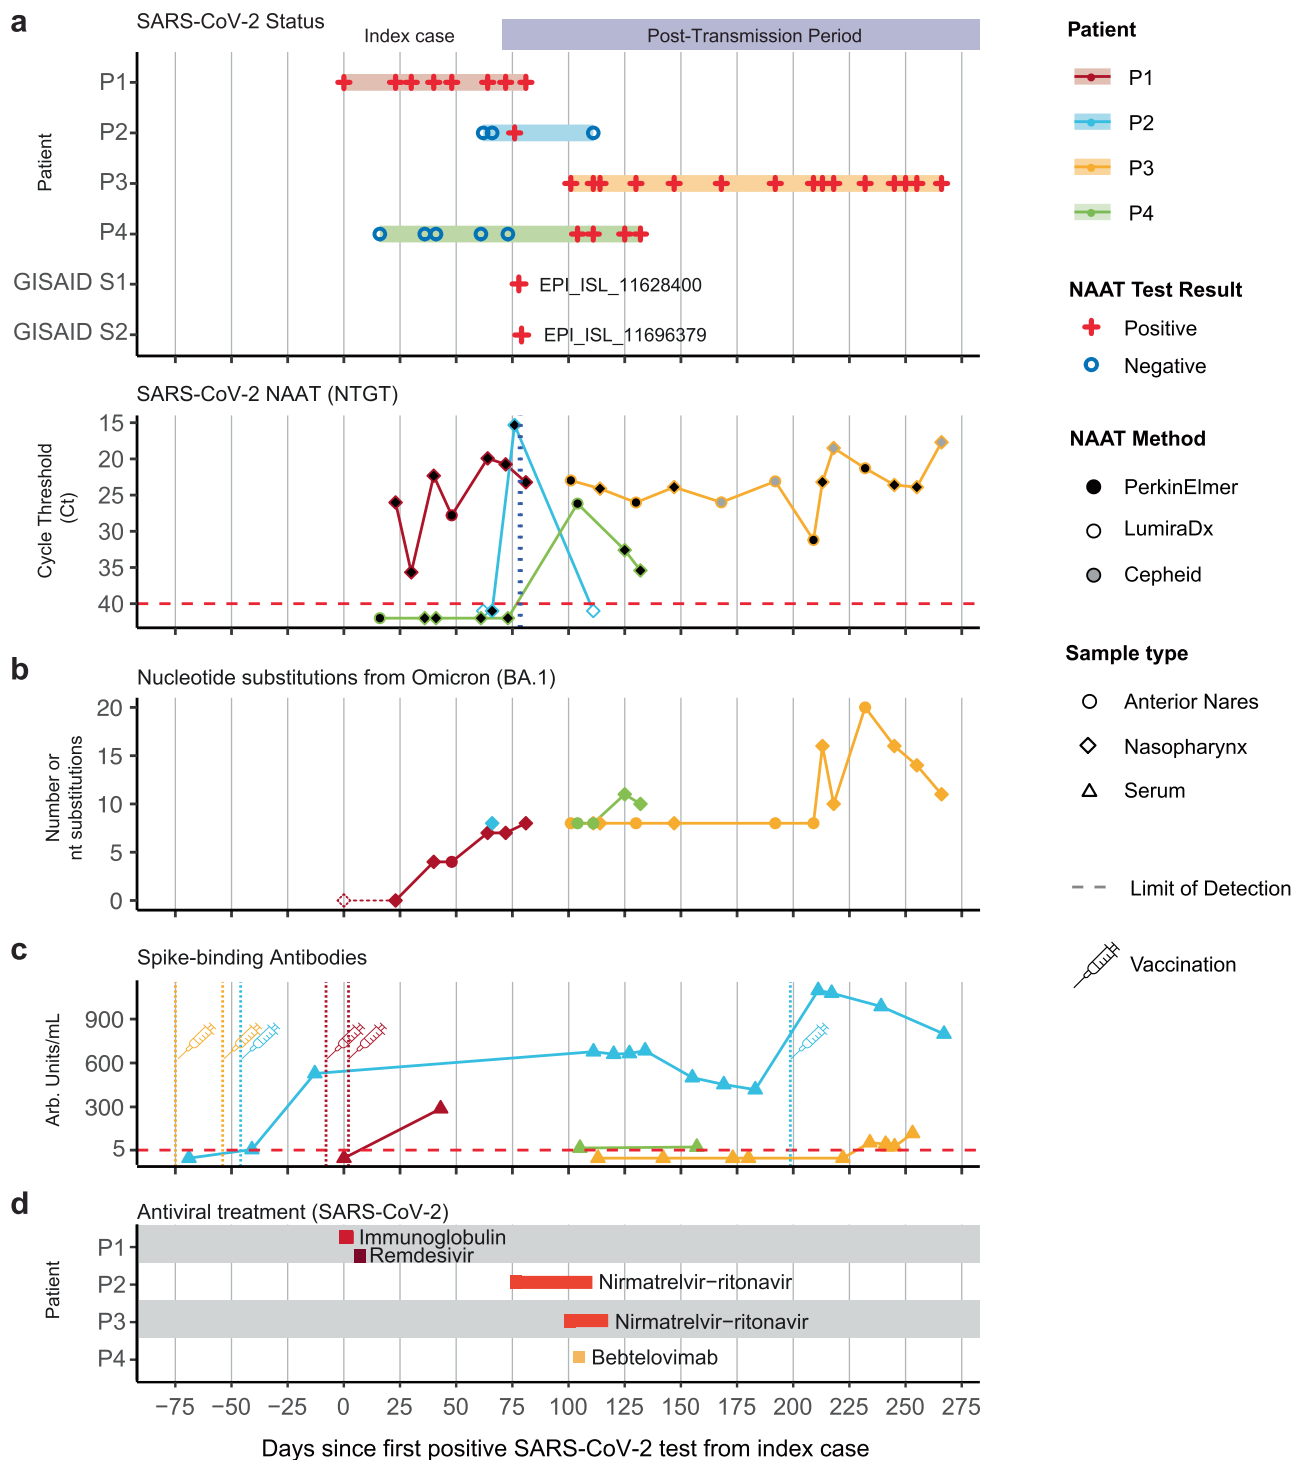 a
SARS-CoV-2 Status
Index case
Post-Transmission Period
Patient
P1
P2
P3
P4
GISAID S1
EPI_ISL_11628400
GISAID S2
EPI_ISL_11696379
SARS-CoV-2 NAAT (NTGT)
Cycle Threshold
(Ct)
15
20
25
30
35
40
b
Nucleotide substitutions from Omicron (BA.1)
Number or
nt substitutions
20
15
10
5
0
c
Spike-binding Antibodies
Arb. Units/mL
900
600
300
5
d
Antiviral treatment (SARS-CoV-2)
Patient
P1
Immunoglobulin
Remdesivir
P2
Nirmatrelvir−ritonavir
P3
Nirmatrelvir−ritonavir
P4
Bebtelovimab
−75 −50 −25 0 25 50 75 100 125 150 175 200 225 250 275
Days since first positive SARS-CoV-2 test from index case
Patient
P1
P2
P3
P4
NAAT Test Result
Positive
Negative
NAAT Method
PerkinElmer
LumiraDx
Cepheid
Sample type
Anterior Nares
Nasopharynx
Serum
Limit of Detection
Vaccination